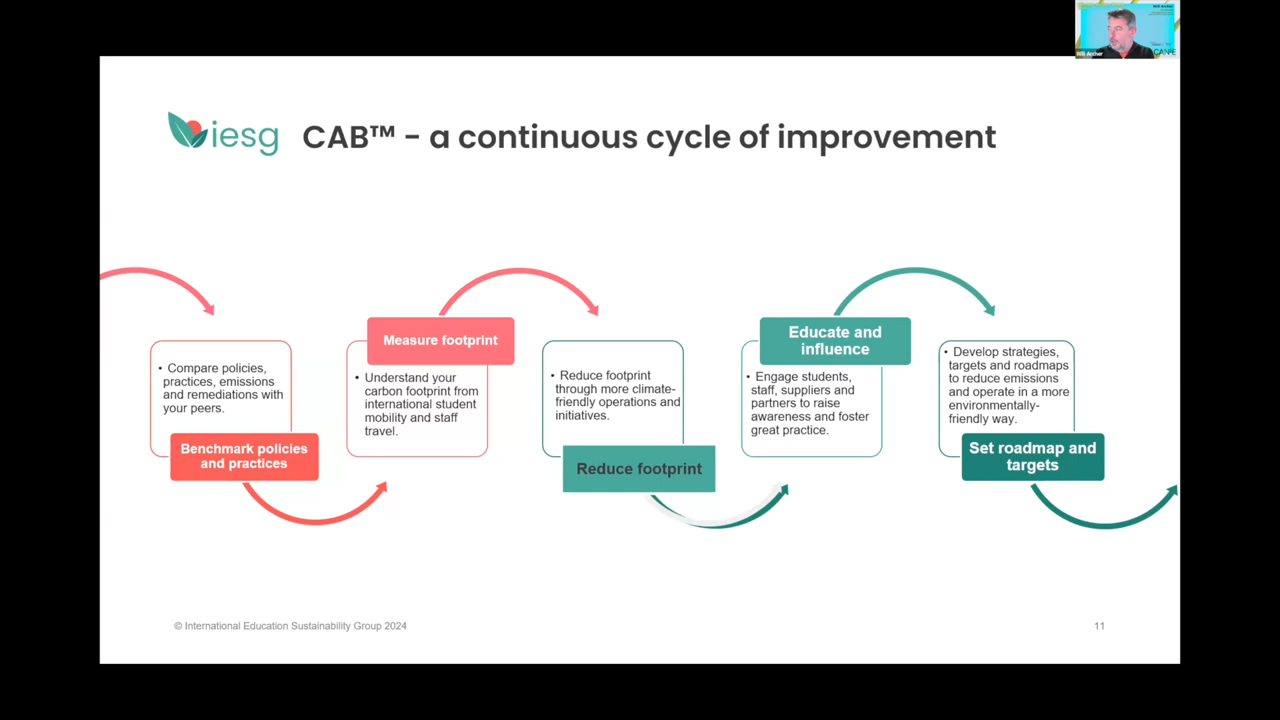 Will Archer
CAN-E
iesg
CAB™ - a continuous cycle of improvement
• Compare policies,
practices, emissions
and remediations with
your peers.
Benchmark policies
and practices
Measure footprint
• Understand your
carbon footprint from
international student
mobility and staff
travel.
• Reduce footprint
through more climate-
friendly operations and
initiatives.
Reduce footprint
Educate and
influence
• Engage students,
staff, suppliers and
partners to raise
awareness and foster
great practice.
• Develop strategies,
targets and roadmaps
to reduce emissions
and operate in a more
environmentally-
friendly way.
Set roadmap and
targets
© International Education Sustainability Group 2024
11